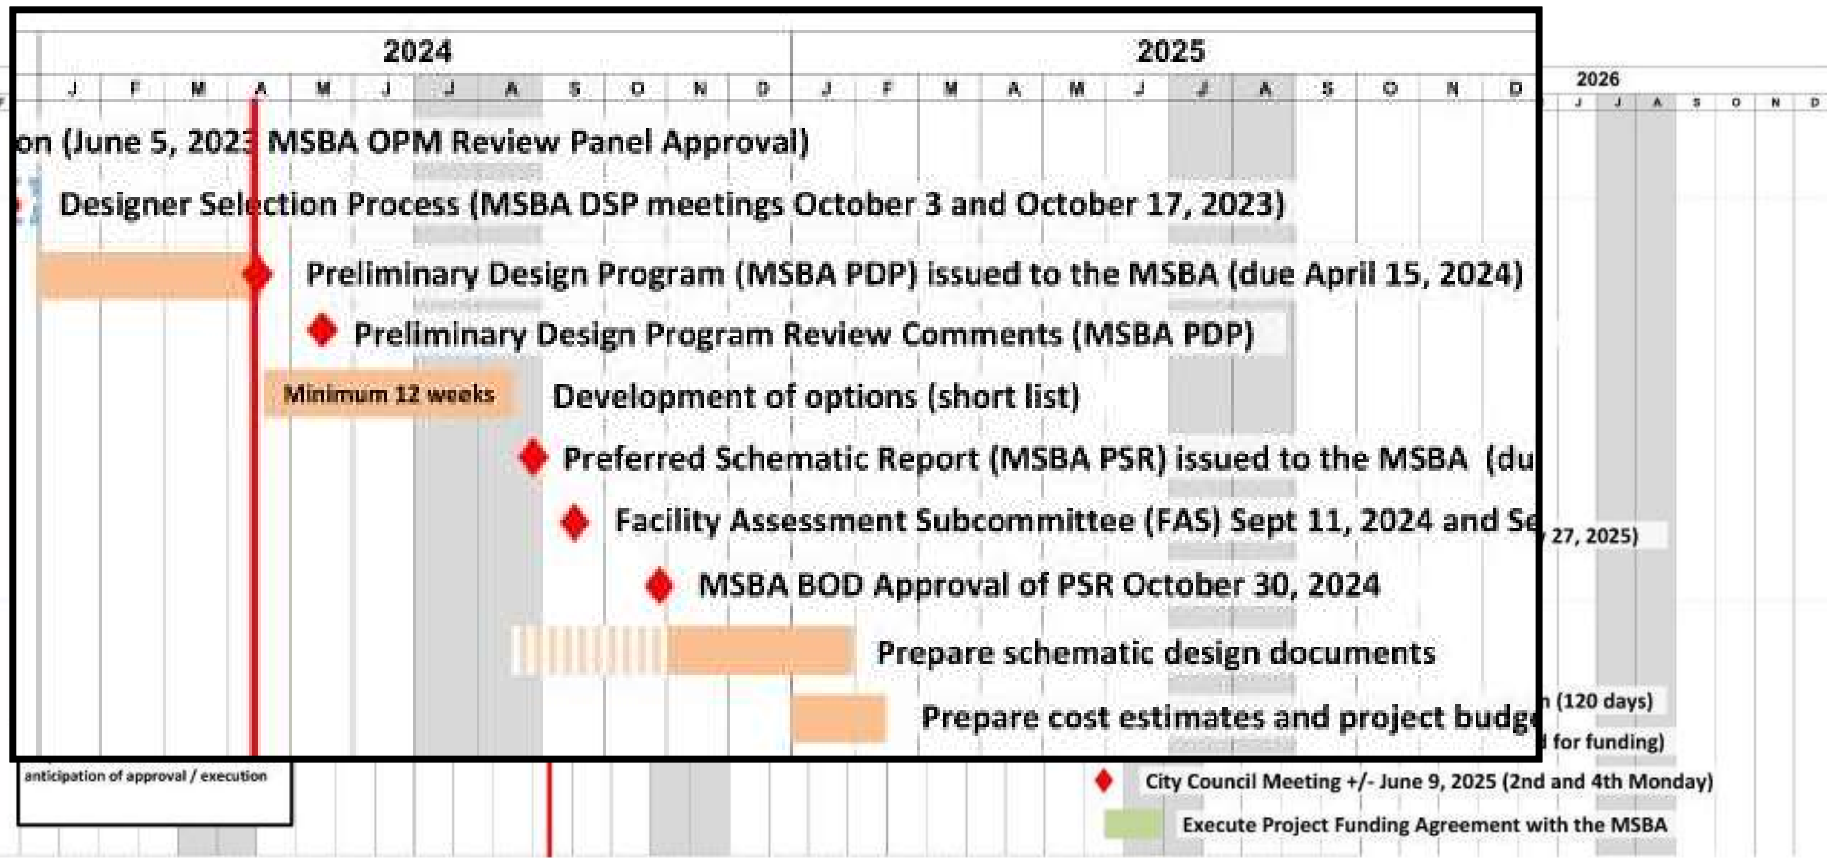 2024 2025
J F M A M J J A S O N D J F M A M J J A S O N D
2026
J J A S O N D
on (June 5, 2023 MSBA OPM Review Panel Approval)
Designer Selection Process (MSBA DSP meetings October 3 and October 17, 2023)
Preliminary Design Program (MSBA PDP) issued to the MSBA (due April 15, 2024)
Preliminary Design Program Review Comments (MSBA PDP)
Minimum 12 weeks Development of options (short list)
Preferred Schematic Report (MSBA PSR) issued to the MSBA (du
Facility Assessment Subcommittee (FAS) Sept 11, 2024 and Se
27, 2025)
MSBA BOD Approval of PSR October 30, 2024
Prepare schematic design documents
(120 days)
Prepare cost estimates and project budge
for funding)
anticipation of approval / execution
City Council Meeting +/- June 9, 2025 (2nd and 4th Monday)
Execute Project Funding Agreement with the MSBA